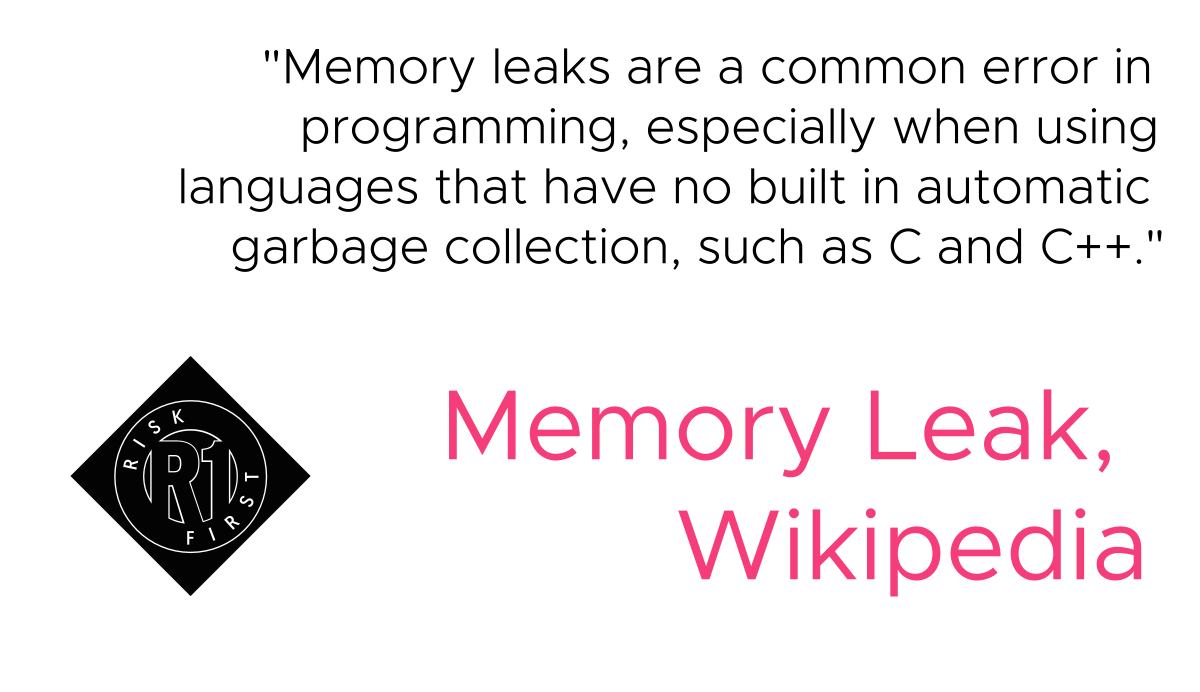 "Memory leaks are a common error in
programming, especially when using
languages that have no built in automatic
garbage collection, such as C and C++."
RISK
R1
FIRST
Memory Leak,
Wikipedia